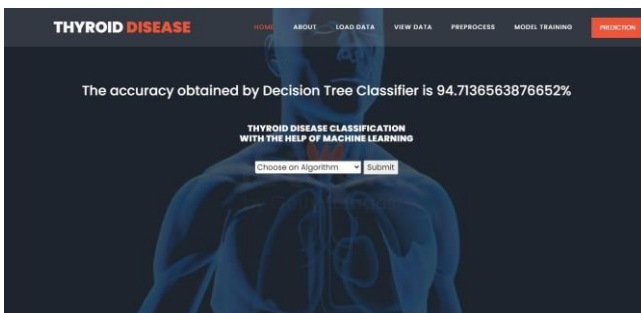 THYROID DISEASE HOME ABOUT LOAD DATA VIEW DATA PREPROCESS MODEL TRAINING PREDICTION
The accuracy obtained by Decision Tree Classifier is 94.7136563876652%
THYROID DISEASE CLASSIFICATION
WITH THE HELP OF MACHINE LEARNING
Choose an Algorithm Submit